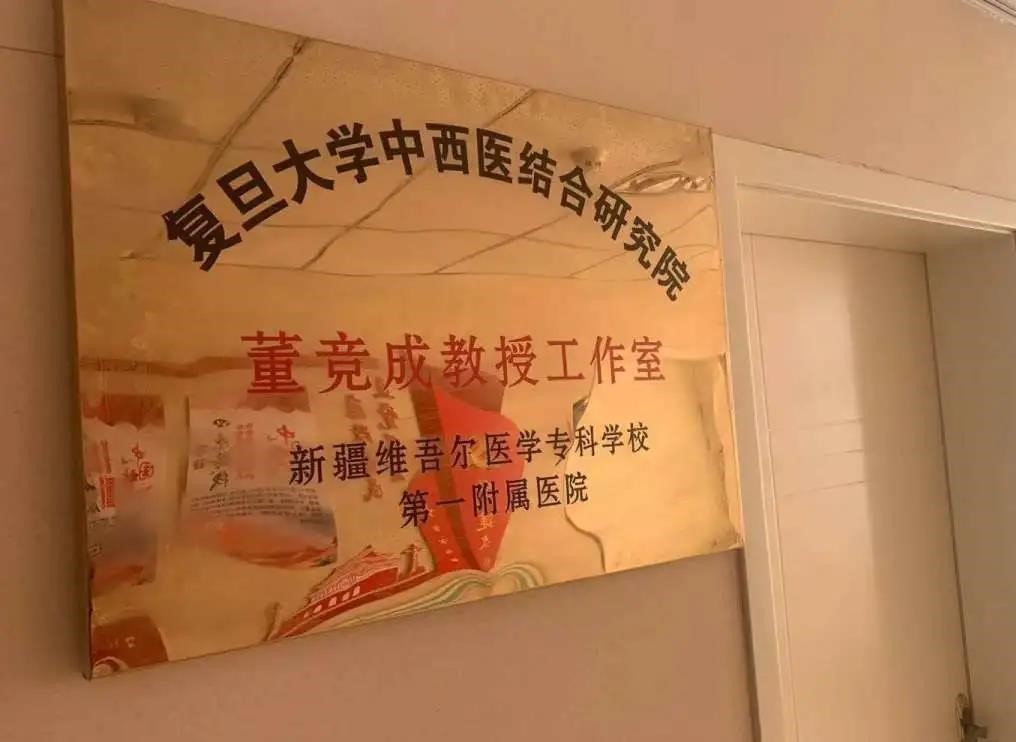 复旦大学中西医结合研究院
董竞成教授工作室
新疆维吾尔医学专科学校
第一附属医院